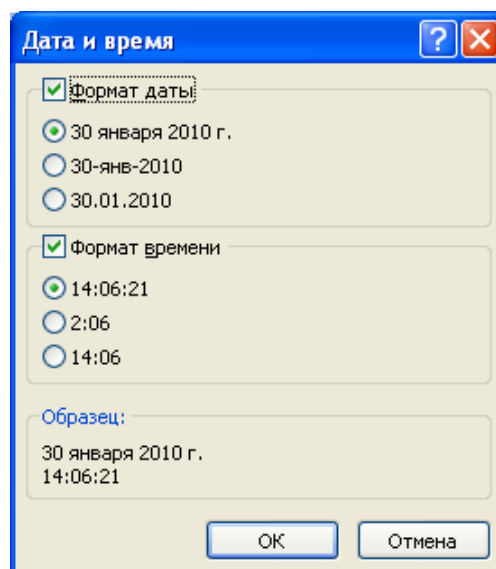 Дата и время
?
Формат даты
30 января 2010 г.
30-янв-2010
30.01.2010
Формат времени
14:06:21
2:06
14:06
Образец:
30 января 2010 г.
14:06:21
ОК
Отмена